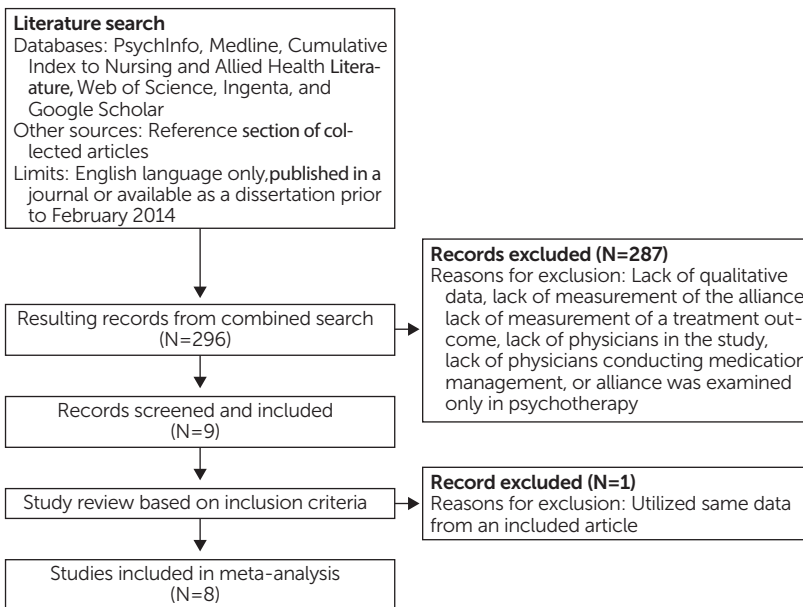 Literature search
Databases: PsychInfo, Medline, Cumulative
Index to Nursing and Allied Health Litera-
ature, Web of Science, Ingenta, and
Google Scholar
Other sources: Reference section of col-
lected articles
Limits: English language only, published in a
journal or available as a dissertation prior
to February 2014
Records excluded (N=287)
Reasons for exclusion: Lack of qualitative
data, lack of measurement of the alliance
lack of measurement of a treatment out-
come, lack of physicians in the study,
lack of physicians conducting medication
management, or alliance was examined
only in psychotherapy
Resulting records from combined search
(N=296)
Records screened and included
(N=9)
Study review based on inclusion criteria
Record excluded (N=1)
Reasons for exclusion: Utilized same data
from an included article
Studies included in meta-analysis
(N=8)